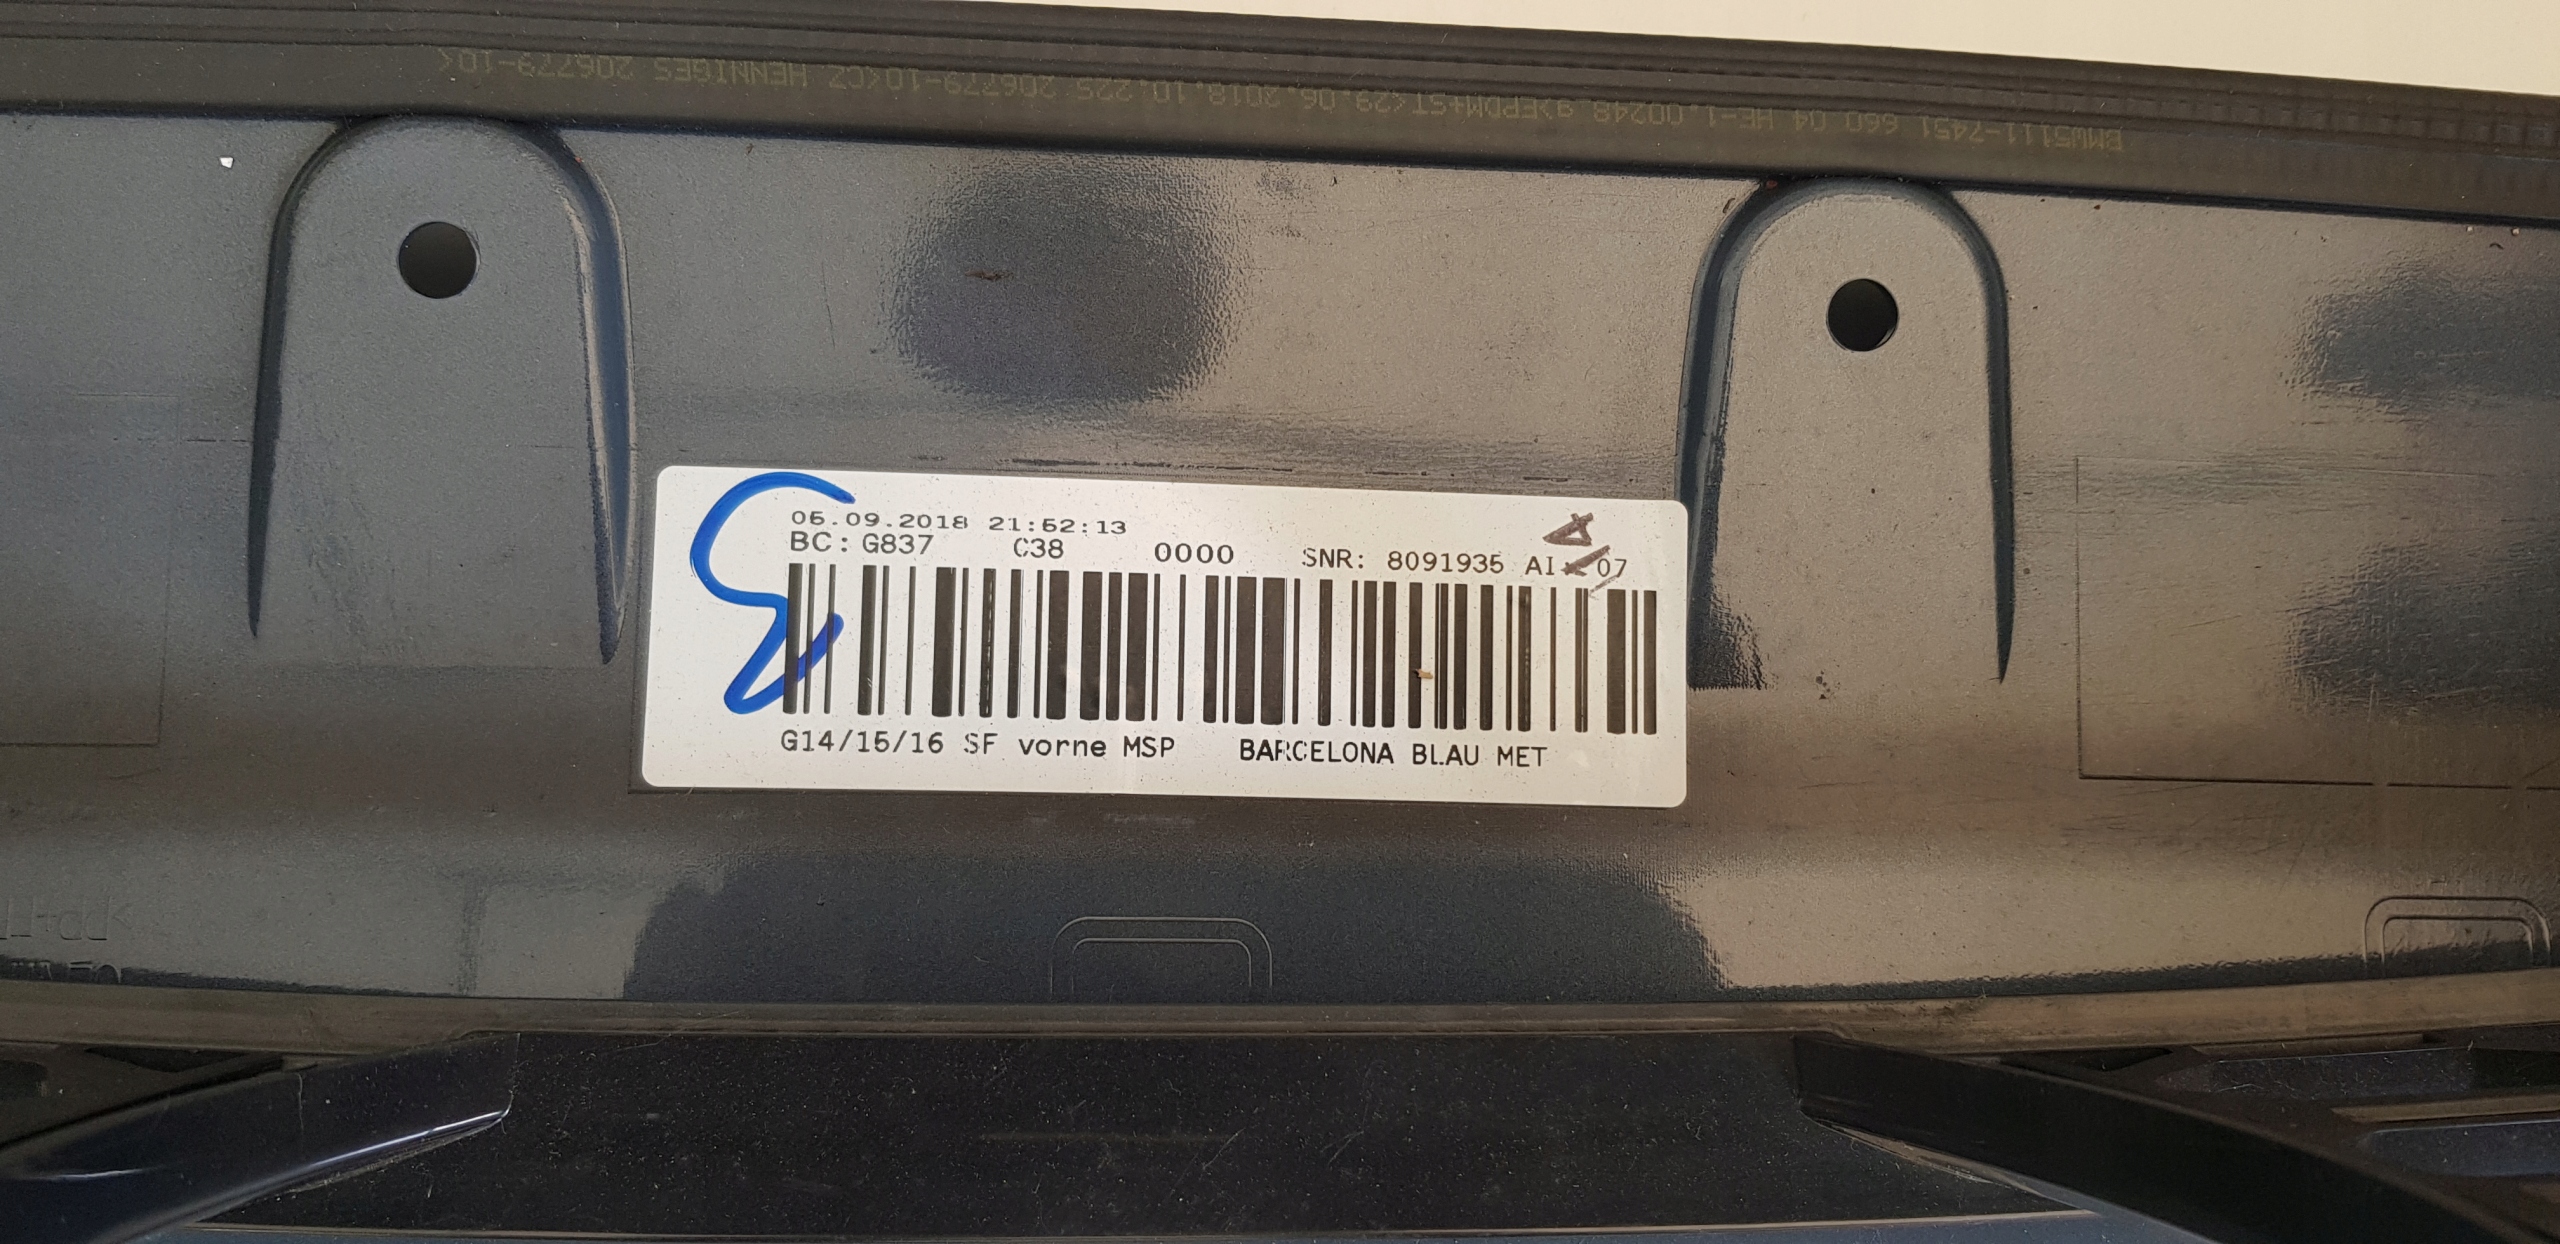 BMW5111-7451 660 04 HE-1.00248.9>EPDM+ST<29.06.2018.10.225 206779-10<CZ HENNIGES 206779-10<
05.09.2018 21:52:13
BC: G837 C38 0000 SNR: 8091935 AI 07
G14/15/16 SF vorne MSP BARCELONA BLAU MET